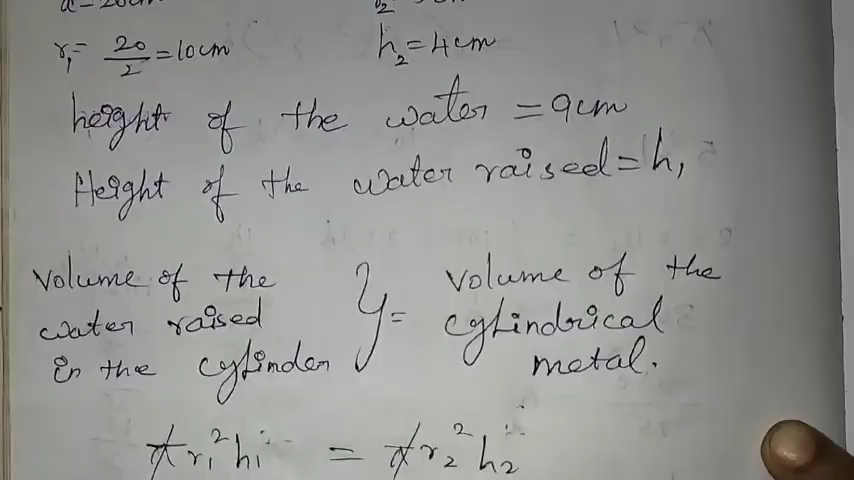 d = 20cm
r₁ = 20/2 = 10cm h₂ = 4cm
height of the water = 9cm
Height of the water raised = h₁
Volume of the water raised in the cylinder } = Volume of the cylindrical metal.
πr₁²h₁ = πr₂²h₂